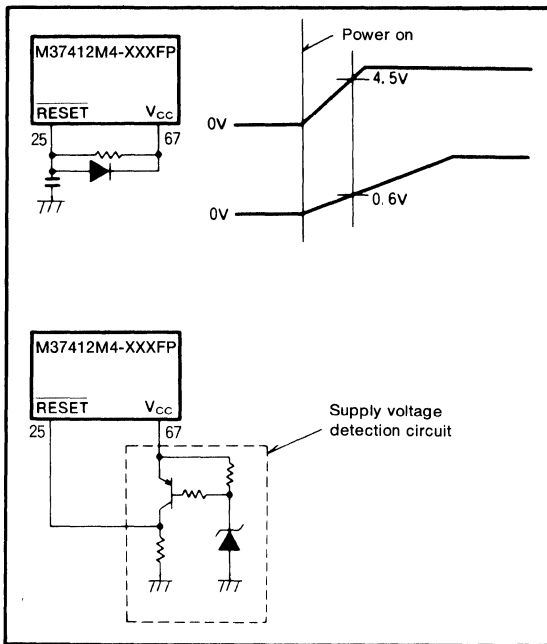 M37412M4-XXXFP
RESET VCC
25 67
Power on
4.5V
0V
0.6V
0V
M37412M4-XXXFP
RESET VCC
25 67
Supply voltage
detection circuit